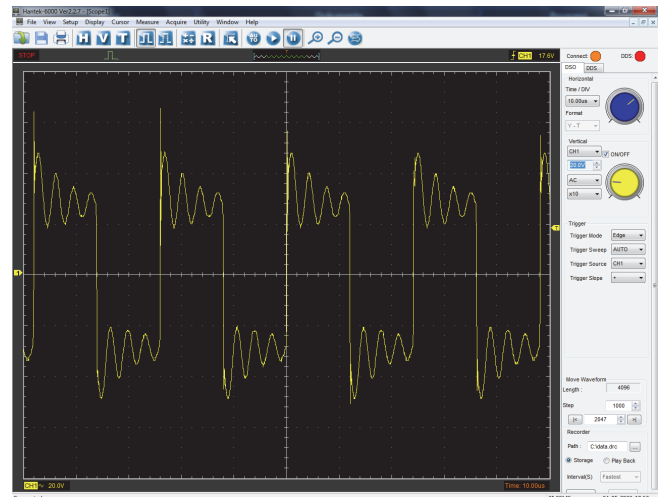 Hantek-6000 Ver2.2.7 - [Scope1]
File View Setup Display Cursor Measure Acquire Utility Window Help
H V T R AUTO
STOP
CH1 17.6V
Connect: DDS:
DSO DDS
Horizontal
Time / DIV
10.00us
Format
Y - T
Vertical
CH1 ON/OFF
20.0V
AC
x10
Trigger
Trigger Mode Edge
Trigger Sweep AUTO
Trigger Source CH1
Trigger Slope +
T
1
Move Waveform
Length : 4096
Step 1000
|< 2047 >|
Recorder
Path : C:\data.drc ...
Storage Play Back
Interval(S) Fastest
CH1 ~ 20.0V
Time: 10.00us